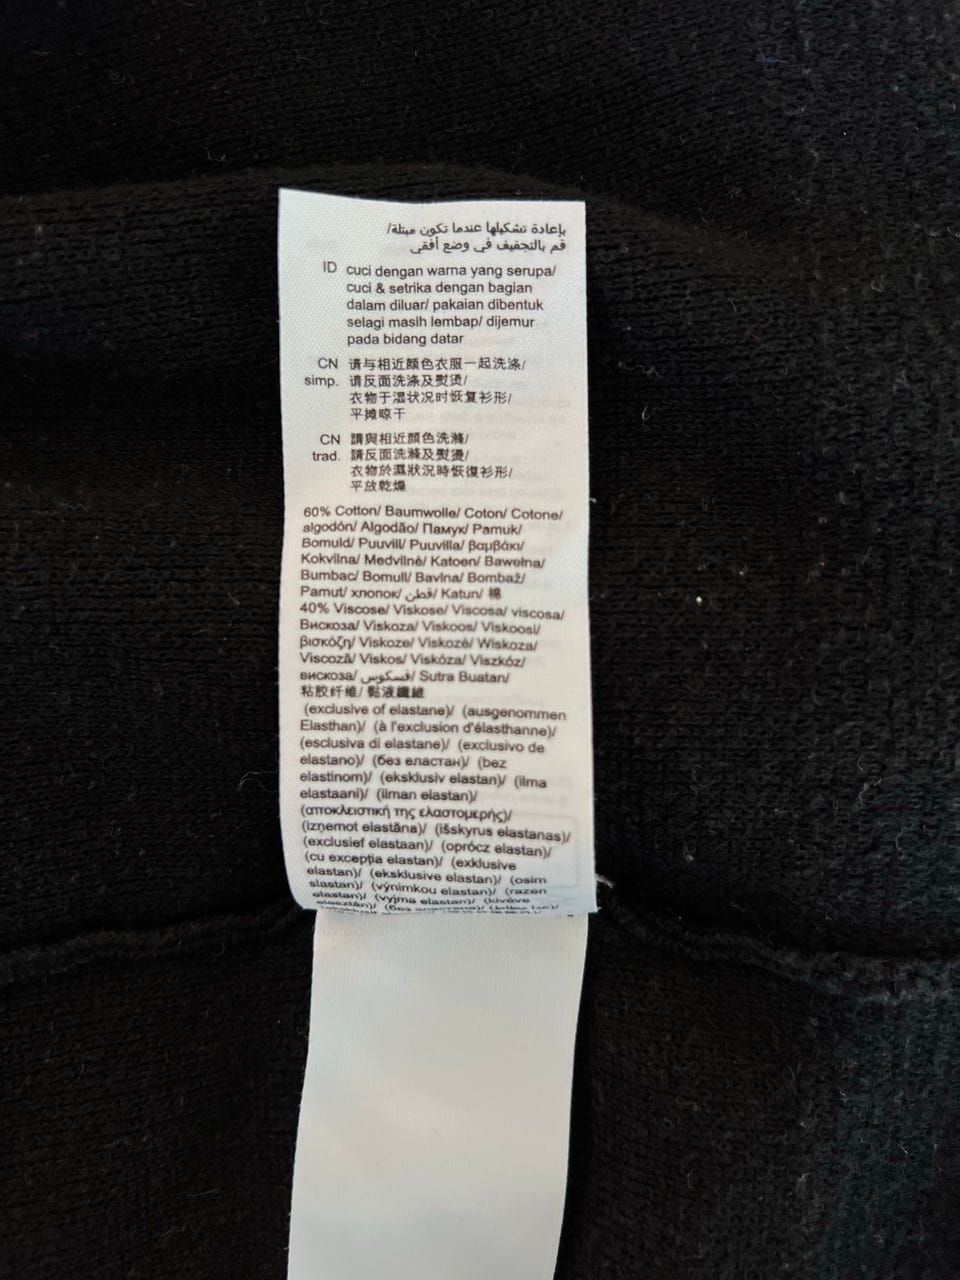 بإعادة تشكيلها عندما تكون مبتلة/
قم بالتجفيف في وضع أفقي
ID cuci dengan warna yang serupa/
cuci & setrika dengan bagian
dalam diluar/ pakaian dibentuk
selagi masih lembap/ dijemur
pada bidang datar
CN 请与相近颜色衣服一起洗涤/
simp. 请反面洗涤及熨烫/
衣物于湿状况时恢复衫形/
平摊晾干
CN 請與相近顏色洗滌/
trad. 請反面洗滌及熨燙/
衣物於濕狀況時恢復衫形/
平放乾燥
60% Cotton/ Baumwolle/ Coton/ Cotone/
algodón/ Algodão/ Памук/ Pamuk/
Bomuld/ Puuvill/ Puuvilla/ βαμβάκι/
Kokvilna/ Medvilnė/ Katoen/ Bawełna/
Bumbac/ Bomull/ Bavlna/ Bombaž/
Pamut/ хлопок/ قطن/ Katun/ 棉
40% Viscose/ Viskose/ Viscosa/ viscosa/
Вискоза/ Viskoza/ Viskoos/ Viskoosi/
βισκόζη/ Viskoze/ Viskozė/ Wiskoza/
Viscoză/ Viskos/ Viskóza/ Viszkóz/
вискоза/ فسكوس/ Sutra Buatan/
粘胶纤维/ 黏液纖維
(exclusive of elastane)/ (ausgenommen
Elasthan)/ (à l'exclusion d'élasthanne)/
(esclusiva di elastane)/ (exclusivo de
elastano)/ (без еластан)/ (bez
elastinom)/ (eksklusiv elastan)/ (ilma
elastaani)/ (ilman elastan)/
(αποκλειστική της ελαστομερής)/
(izņemot elastāna)/ (išskyrus elastanas)/
(exclusief elastaan)/ (oprócz elastan)/
(cu excepția elastan)/ (exklusive
elastan)/ (eksklusive elastan)/ (osim
slastan)/ (výnimkou elastan)/ (razen
elastan)/ (vyjma elastan)/ (kivéve
elasztán)/ (без эластана)/